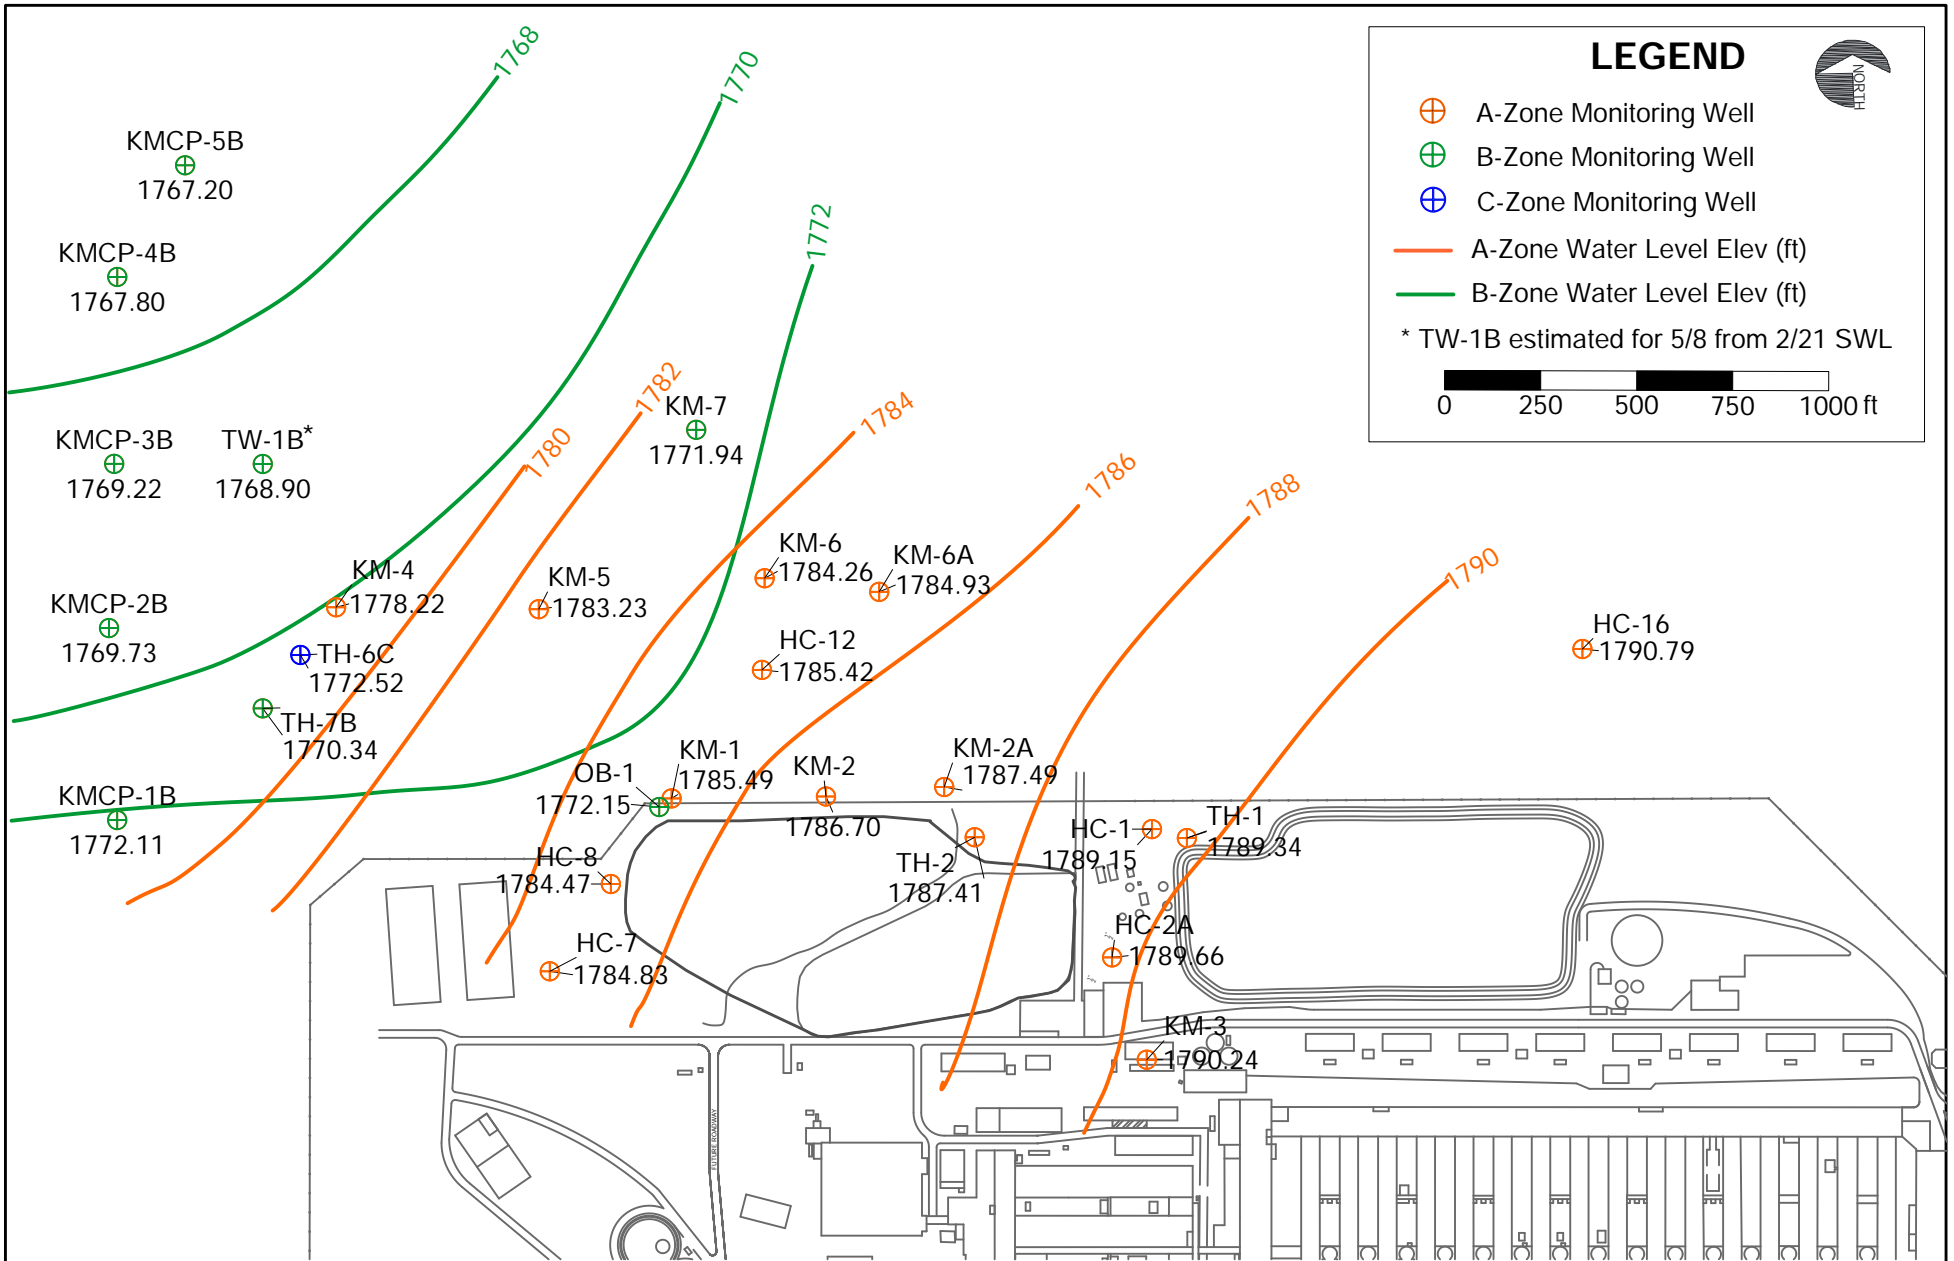 1768
1770
LEGEND
NORTH
A-Zone Monitoring Well
B-Zone Monitoring Well
C-Zone Monitoring Well
A-Zone Water Level Elev (ft)
B-Zone Water Level Elev (ft)
* TW-1B estimated for 5/8 from 2/21 SWL
0 250 500 750 1000 ft
KMCP-5B
1767.20
1772
KMCP-4B
1767.80
1782
KM-7
1771.94
1784
1780
KMCP-3B
1769.22
TW-1B*
1768.90
1786
1788
1790
KM-4
1778.22
KM-5
1783.23
KM-6
1784.26
KM-6A
1784.93
KMCP-2B
1769.73
TH-6C
1772.52
HC-12
1785.42
HC-16
1790.79
TH-7B
1770.34
KMCP-1B
1772.11
OB-1
1772.15
KM-1
1785.49
KM-2
1786.70
KM-2A
1787.49
HC-8
1784.47
TH-2
1787.41
HC-1
1789.15
TH-1
1789.34
HC-7
1784.83
HC-2A
1789.66
KM-3
1790.24
FUTURE ROADWAY